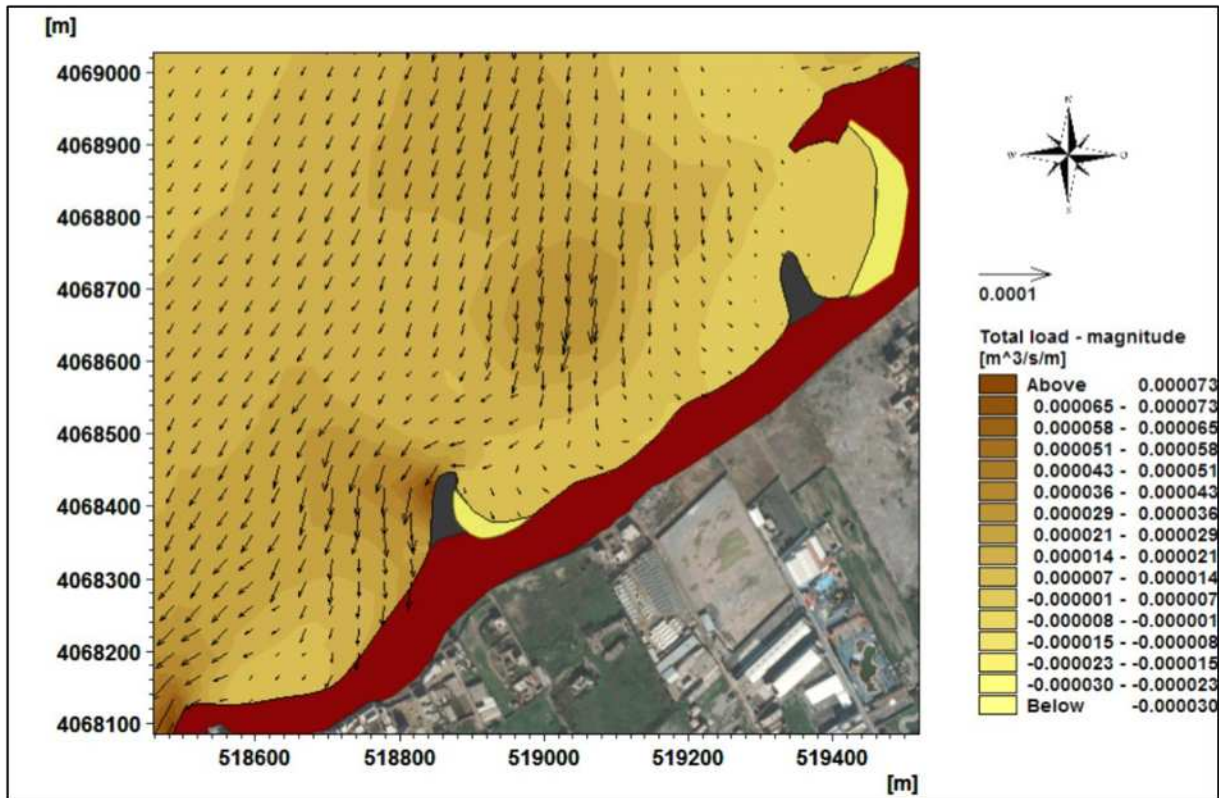 [m]
4069000
4068900
4068800
4068700
4068600
4068500
4068400
4068300
4068200
4068100
518600 518800 519000 519200 519400
[m]
N
W O
S
0.0001
Total load - magnitude
[m^3/s/m]
Above 0.000073
0.000065 - 0.000073
0.000058 - 0.000065
0.000051 - 0.000058
0.000043 - 0.000051
0.000036 - 0.000043
0.000029 - 0.000036
0.000021 - 0.000029
0.000014 - 0.000021
0.000007 - 0.000014
-0.000001 - 0.000007
-0.000008 - -0.000001
-0.000015 - -0.000008
-0.000023 - -0.000015
-0.000030 - -0.000023
Below -0.000030